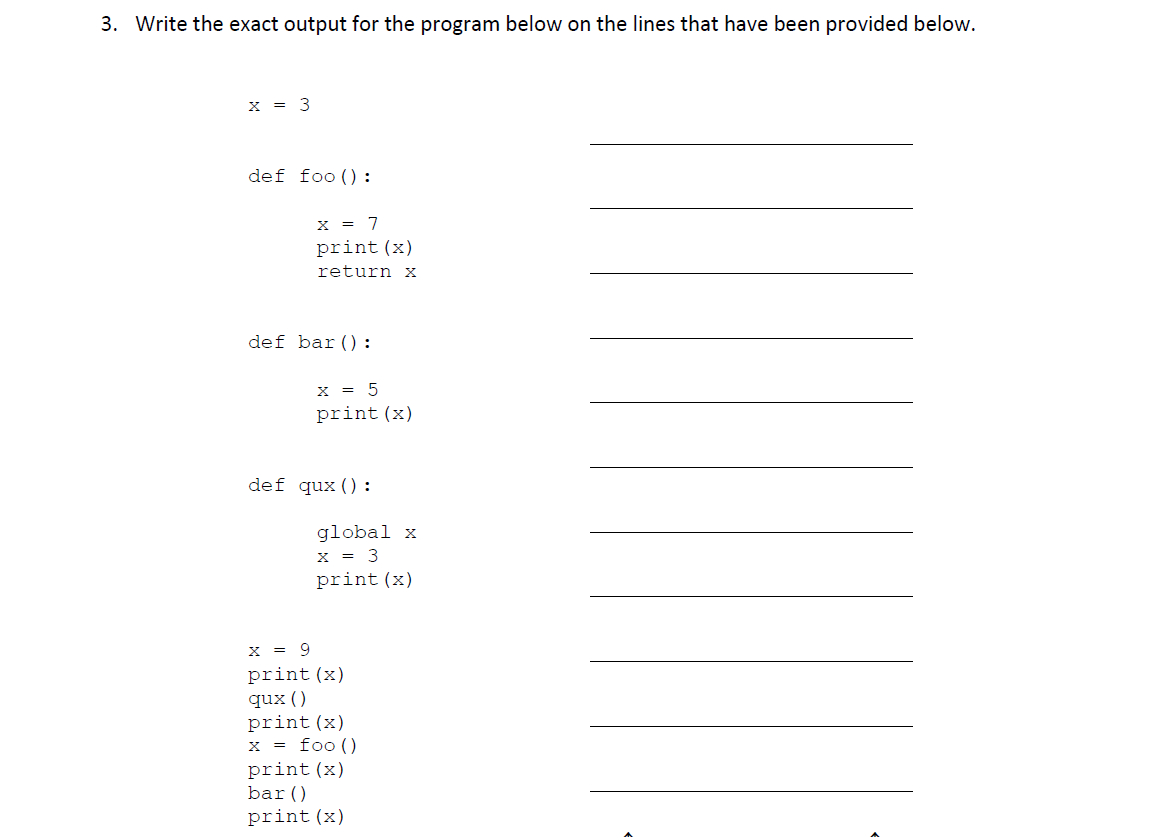 3. Write the exact output for the program below on the lines that have been provided below.
x = 3
def foo():
x = 7
print(x)
return x
def bar():
x = 5
print(x)
def qux():
global x
x = 3
print(x)
x = 9
print(x)
qux()
print(x)
x = foo()
print(x)
bar()
print(x)